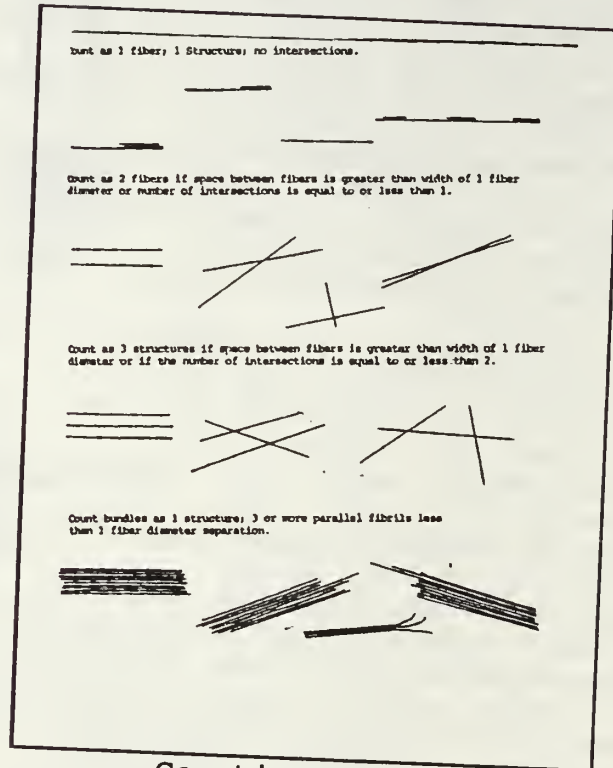 ount as 1 fiber; 1 Structure; no intersections.
Count as 2 fibers if space between fibers is greater than width of 1 fiber
diameter or number of intersections is equal to or less than 1.
Count as 3 structures if space between fibers is greater than width of 1 fiber
diameter or if the number of intersections is equal to or less than 2.
Count bundles as 1 structure; 3 or more parallel fibrils less
than 1 fiber diameter separation.